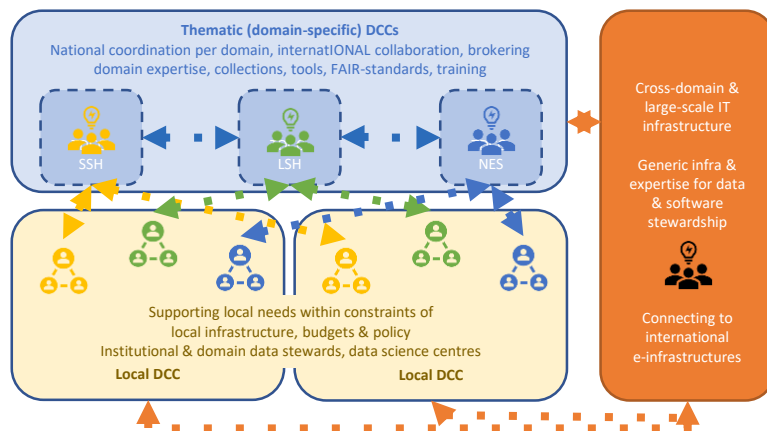 Thematic (domain-specific) DCCs
National coordination per domain, internatIONAL collaboration, brokering
domain expertise, collections, tools, FAIR-standards, training
SSH
LSH
NES
Supporting local needs within constraints of
local infrastructure, budgets & policy
Institutional & domain data stewards, data science centres
Local DCC
Local DCC
Cross-domain &
large-scale IT
infrastructure
Generic infra &
expertise for data
& software
stewardship
Connecting to
international
e-infrastructures